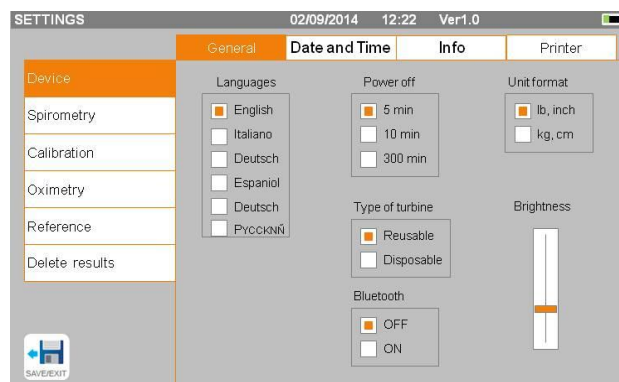 SETTINGS 02/09/2014 12:22 Ver1.0
General Date and Time Info Printer
Device
Spirometry
Calibration
Oximetry
Reference
Delete results
Languages
English
Italiano
Deutsch
Espaniol
Deutsch
Русскпй
Power off
5 min
10 min
300 min
Unit format
lb, inch
kg, cm
Type of turbine
Reusable
Disposable
Brightness
Bluetooth
OFF
ON
SAVE/EXIT